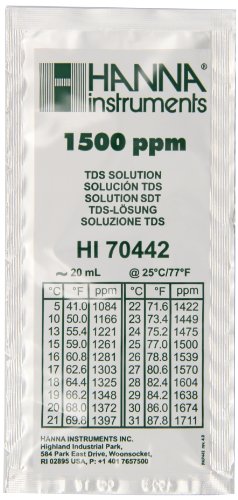 HANNA
instruments
1500 ppm
TDS SOLUTION
SOLUCIÓN TDS
SOLUTION SDT
TDS-LÖSUNG
SOLUZIONE TDS
HI 70442
~ 20 mL @ 25°C/77°F
°C °F ppm °C °F ppm
5 41.0 1084 22 71.6 1422
10 50.0 1166 23 73.4 1449
11 51.8 1194 24 75.2 1475
13 55.4 1221 25 77.0 1500
15 59.0 1261 26 78.8 1539
16 60.8 1281 27 80.6 1570
17 62.6 1303 28 82.4 1604
18 64.4 1325 29 84.2 1639
19 66.2 1348 30 86.0 1674
20 68.0 1372 31 87.8 1711
21 69.8 1397
HANNA INSTRUMENTS INC.
Highland Industrial Park,
584 Park East Drive, Woonsocket,
RI 02895 USA, P: +1 4017657500